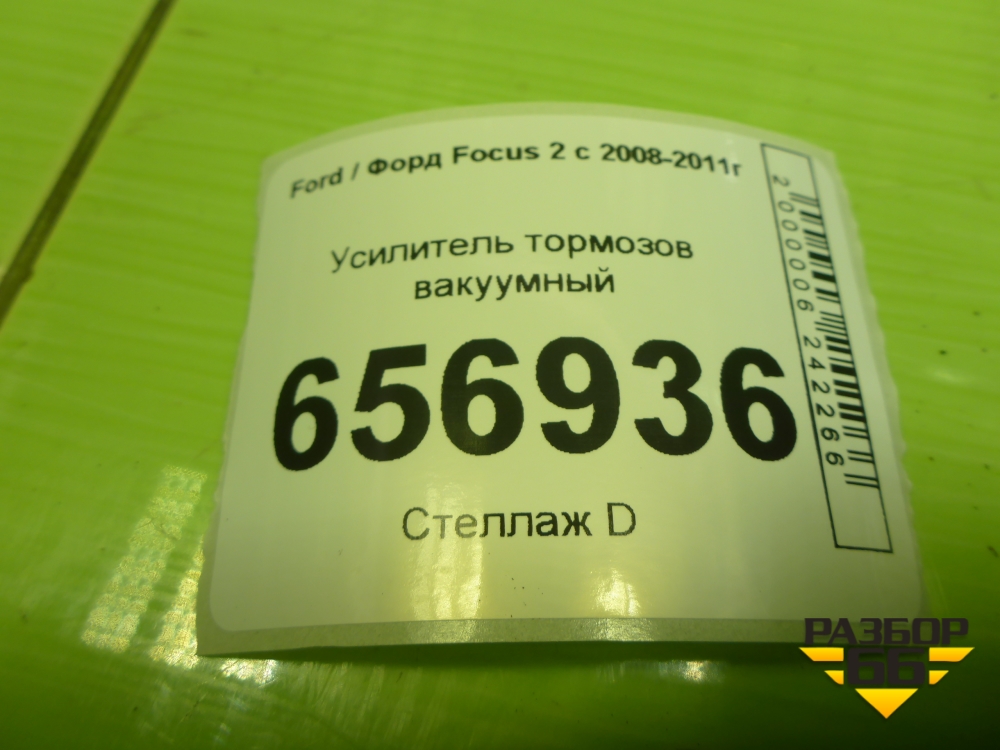 Ford / Форд Focus 2 с 2008-2011г
Усилитель тормозов
вакуумный
656936
Стеллаж D
2000006242266
РАЗБОР
66